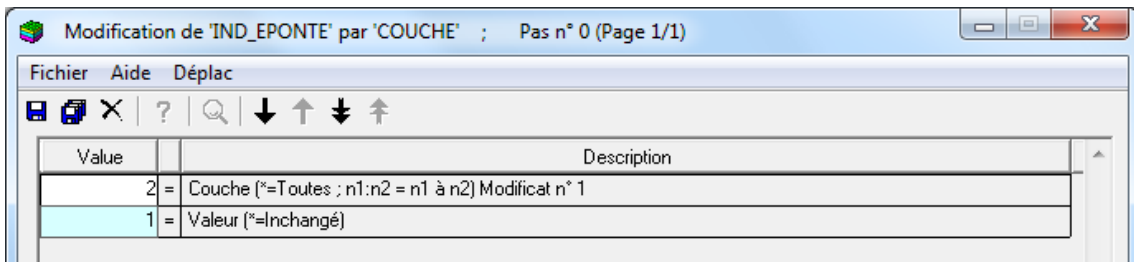 Modification de 'IND_EPONTE' par 'COUCHE' ; Pas n° 0 (Page 1/1)
Fichier Aide Déplac
Value Description
2 = Couche (*=Toutes ; n1:n2 = n1 à n2) Modificat n° 1
1 = Valeur (*=Inchangé)